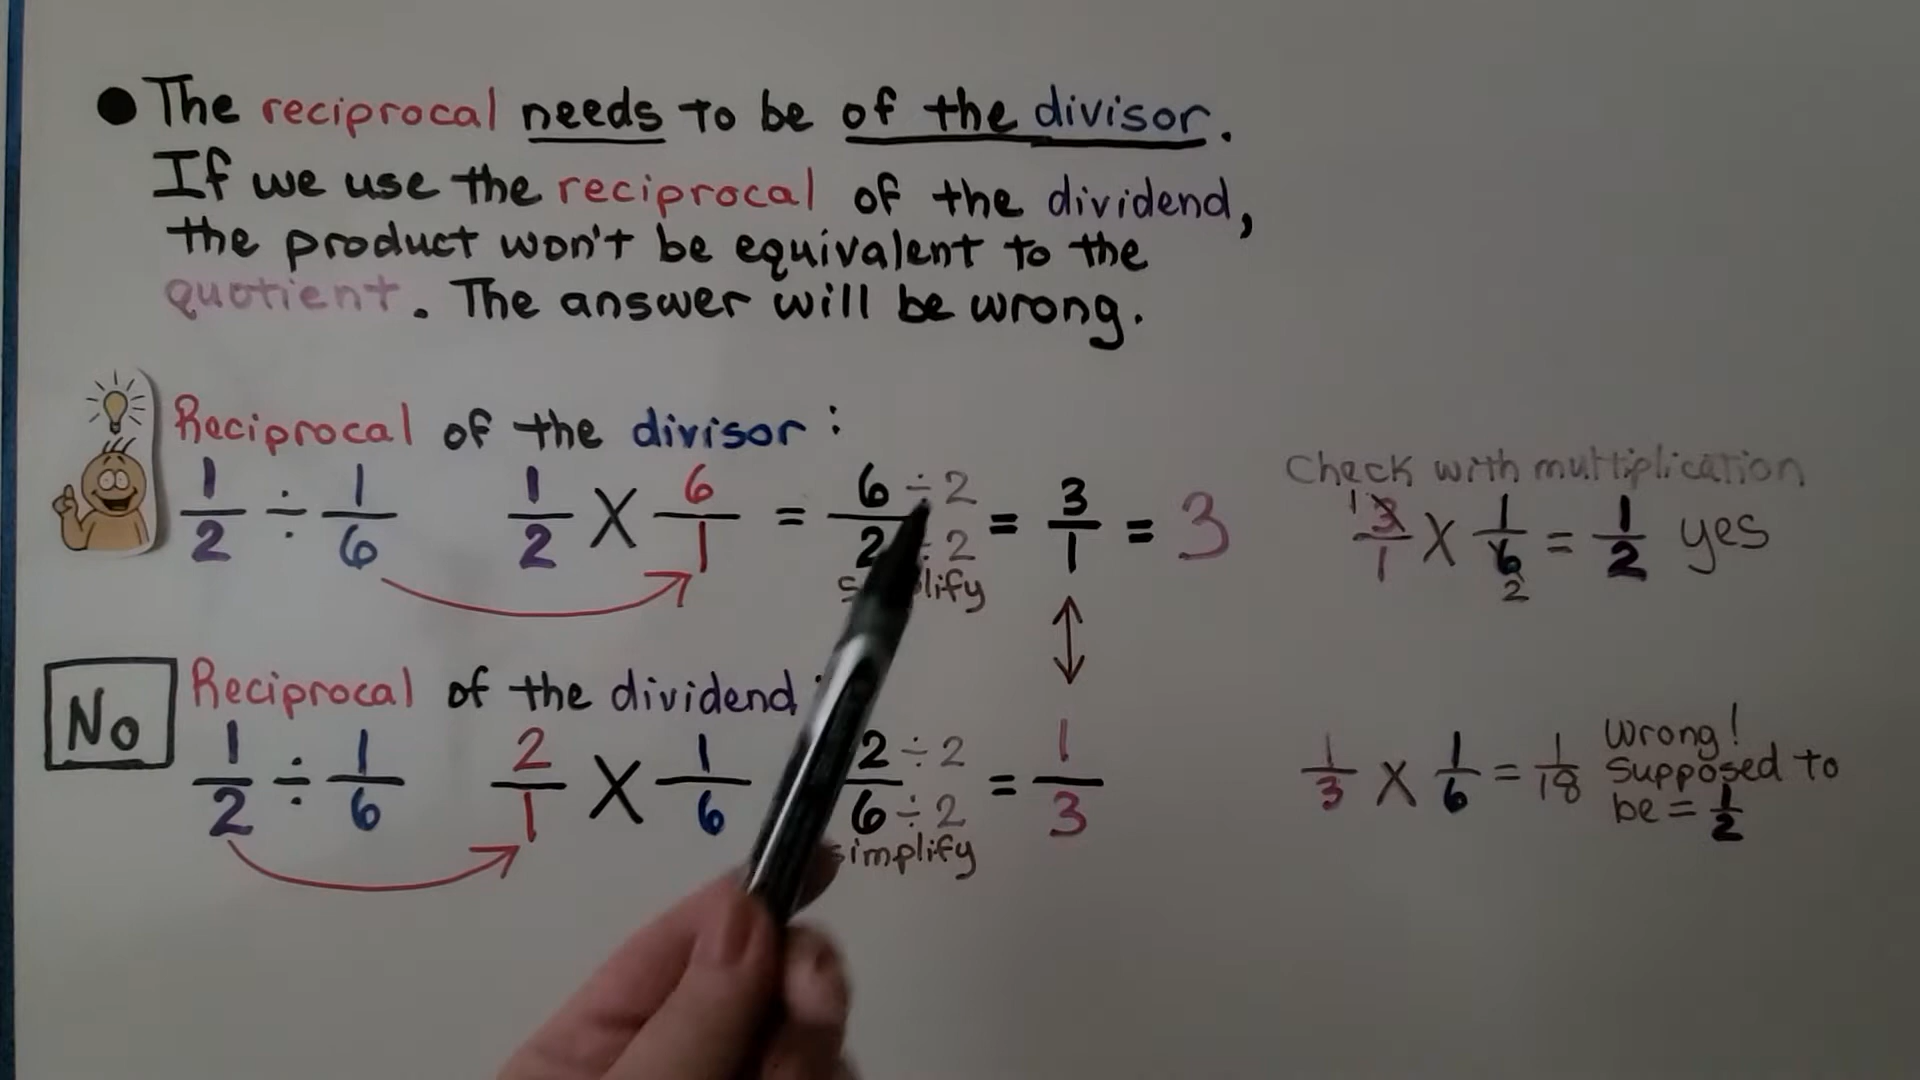 The reciprocal needs to be of the divisor.
If we use the reciprocal of the dividend,
the product won't be equivalent to the
quotient. The answer will be wrong.
Reciprocal of the divisor:
1/2 ÷ 1/6 1/2 X 6/1 = 6÷2/2÷2 = 3/1 = 3
Check with multiplication
1 3/1 X 1/6 2 = 1/2 yes
No
Reciprocal of the dividend:
1/2 ÷ 1/6 2/1 X 1/6 2÷2/6÷2 = 1/3
simplify
1/3 X 1/6 = 1/18
Wrong!
Supposed to
be = 1/2